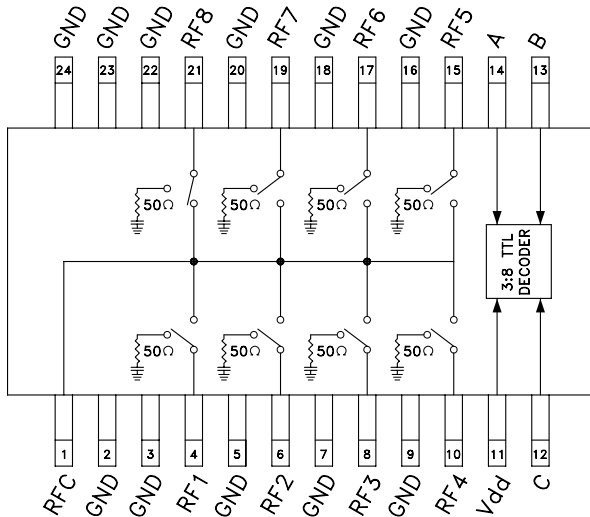 GND GND GND RF8 GND RF7 GND RF6 GND RF5 A B
24 23 22 21 20 19 18 17 16 15 14 13
50Ω 50Ω 50Ω 50Ω
3:8 TTL
DECODER
50Ω 50Ω 50Ω 50Ω
1 2 3 4 5 6 7 8 9 10 11 12
RFC GND GND RF1 GND RF2 GND RF3 GND RF4 Vdd C